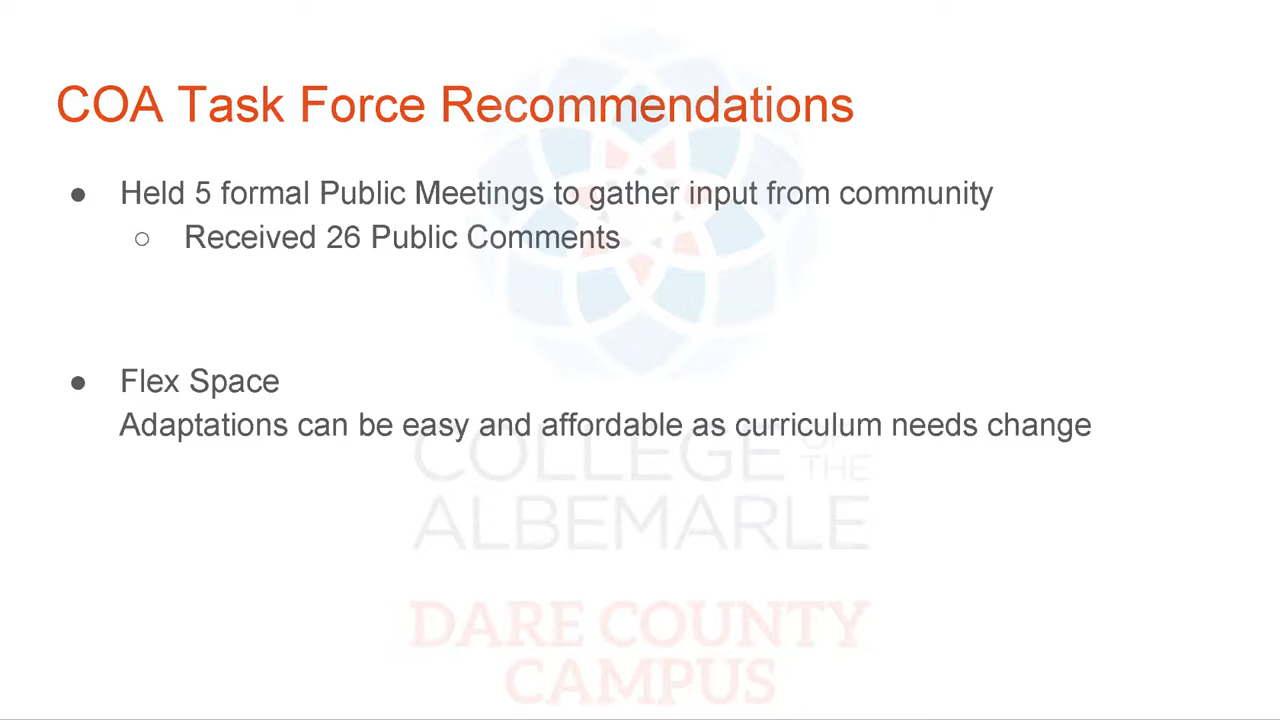 COA Task Force Recommendations
● Held 5 formal Public Meetings to gather input from community
○ Received 26 Public Comments
● Flex Space
Adaptations can be easy and affordable as curriculum needs change
COLLEGE OF THE
ALBEMARLE
DARE COUNTY
CAMPUS